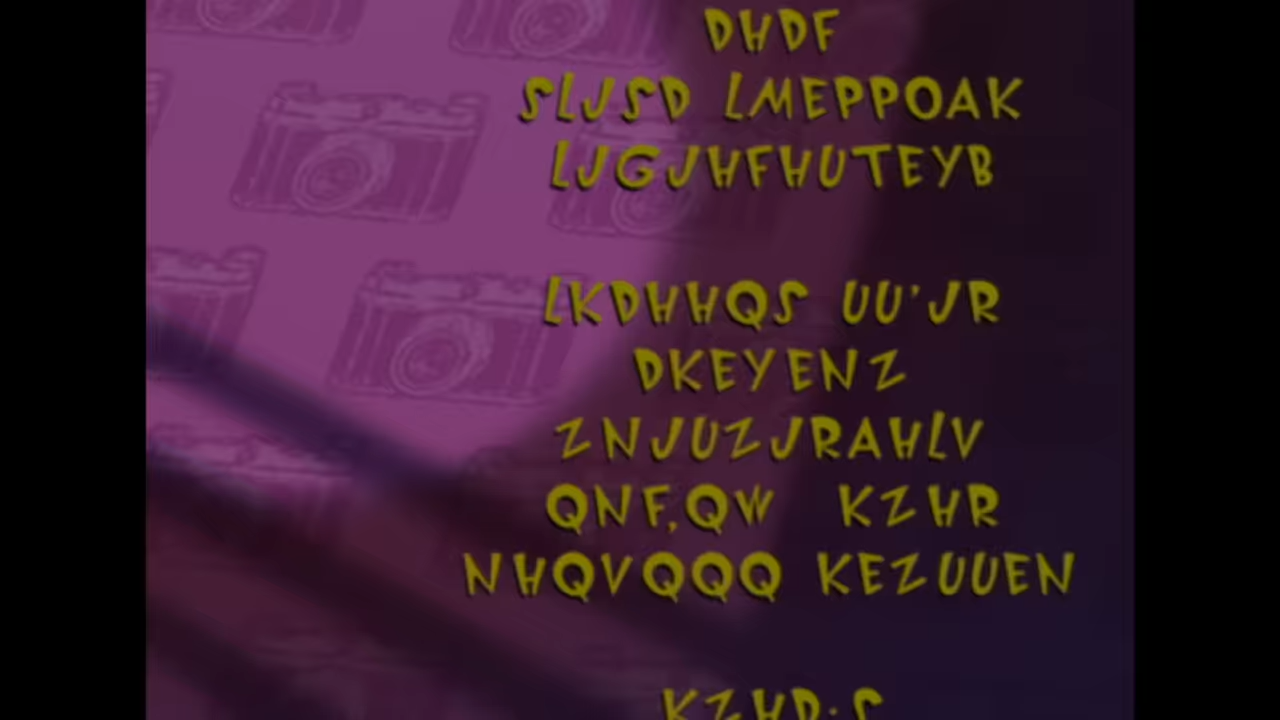 DHDF
SLJSD LMEPPOAK
LJGJHFHUTEYB
LKDHHQS UU'JR
DKEYENZ
ZNJUZJRAHLV
QNF,QW KZHR
NHQVQQQ KEZUUEN